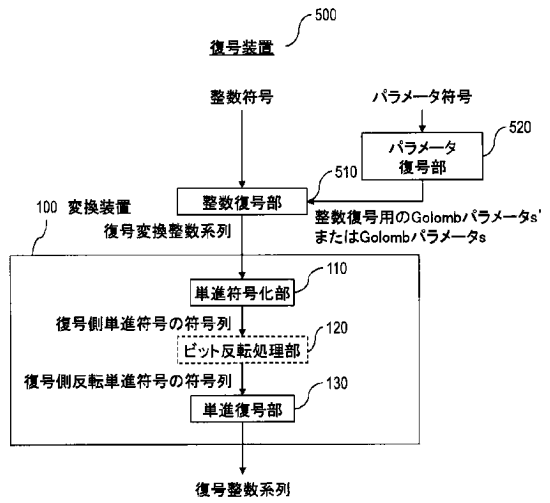 500
復号装置
整数符号
パラメータ符号
520
パラメータ
復号部
510
整数復号部
整数復号用のGolombパラメータs'
またはGolombパラメータs
100 変換装置
復号変換整数系列
110
単進符号化部
復号側単進符号の符号列
120
ビット反転処理部
復号側反転単進符号の符号列
130
単進復号部
復号整数系列